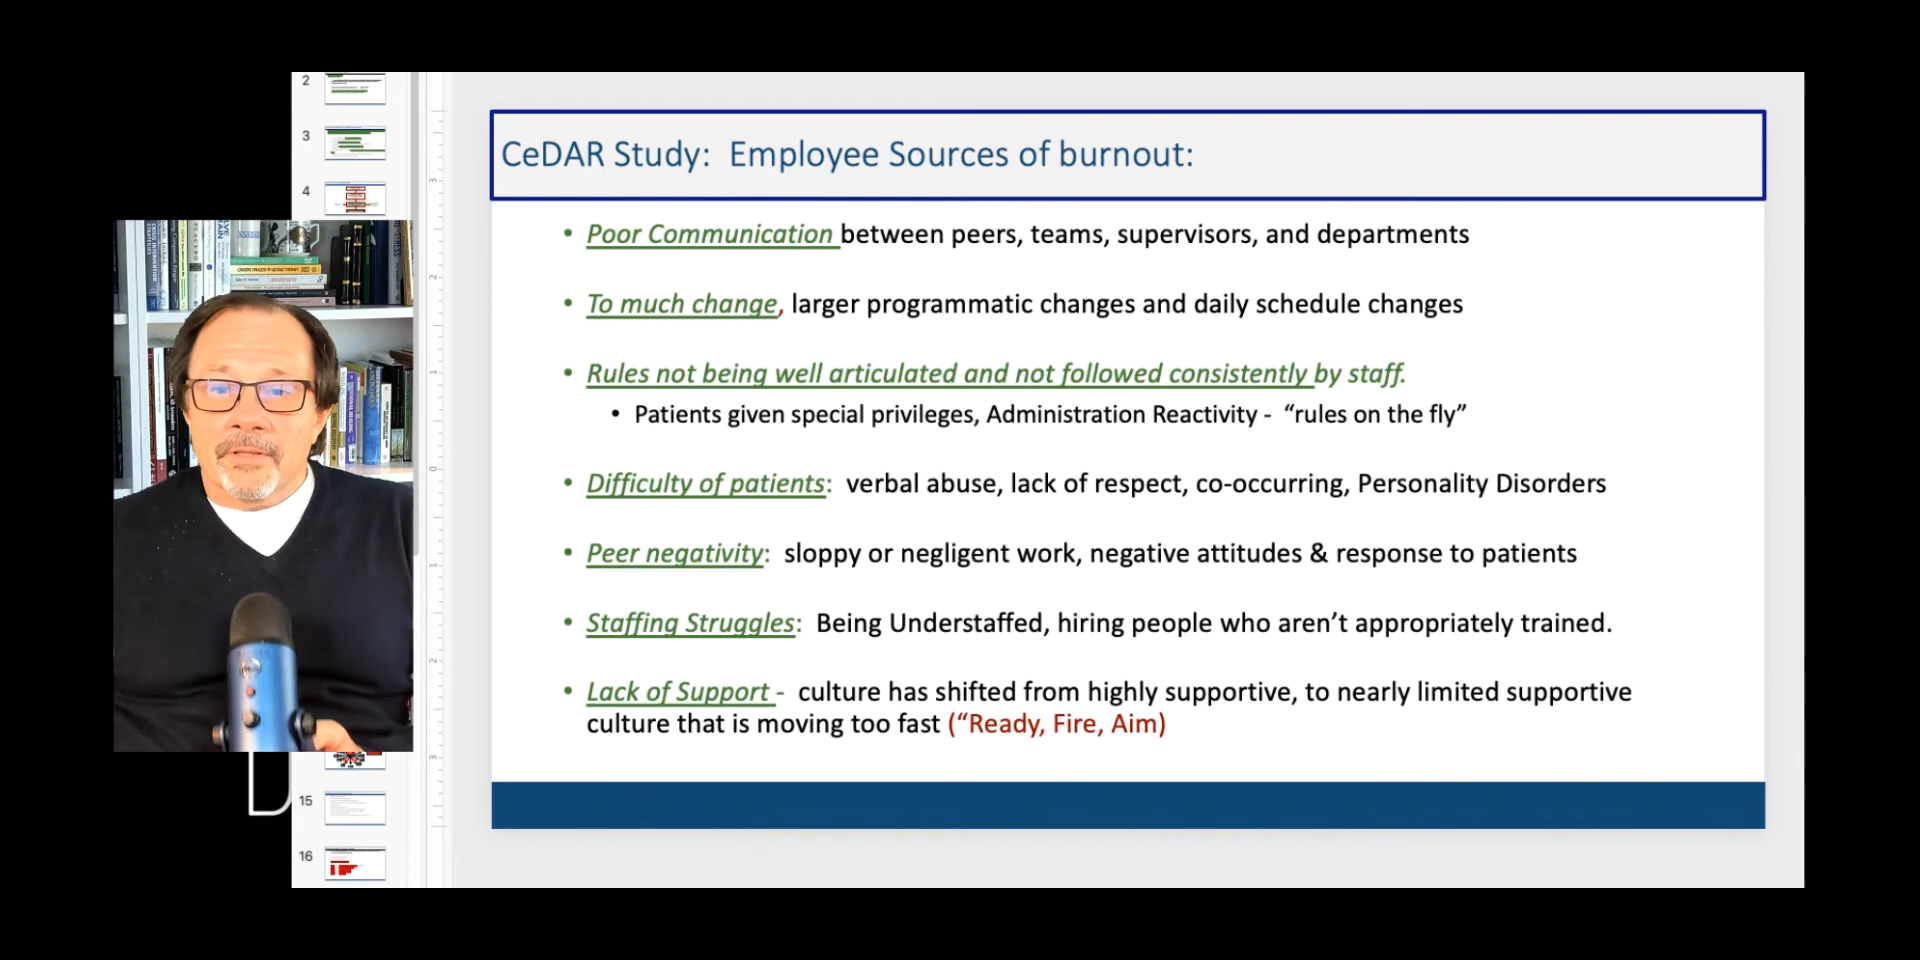 2
3
4
15
16
CeDAR Study: Employee Sources of burnout:
• Poor Communication between peers, teams, supervisors, and departments
• To much change, larger programmatic changes and daily schedule changes
• Rules not being well articulated and not followed consistently by staff.
• Patients given special privileges, Administration Reactivity - “rules on the fly”
• Difficulty of patients: verbal abuse, lack of respect, co-occurring, Personality Disorders
• Peer negativity: sloppy or negligent work, negative attitudes & response to patients
• Staffing Struggles: Being Understaffed, hiring people who aren’t appropriately trained.
• Lack of Support - culture has shifted from highly supportive, to nearly limited supportive
culture that is moving too fast (“Ready, Fire, Aim)